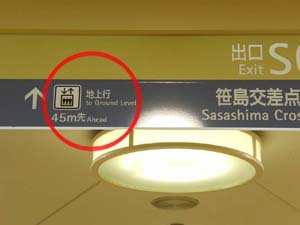 出口
Exit
地上行
to Ground Level
45m先 Ahead
笹島交差点
Sasashima